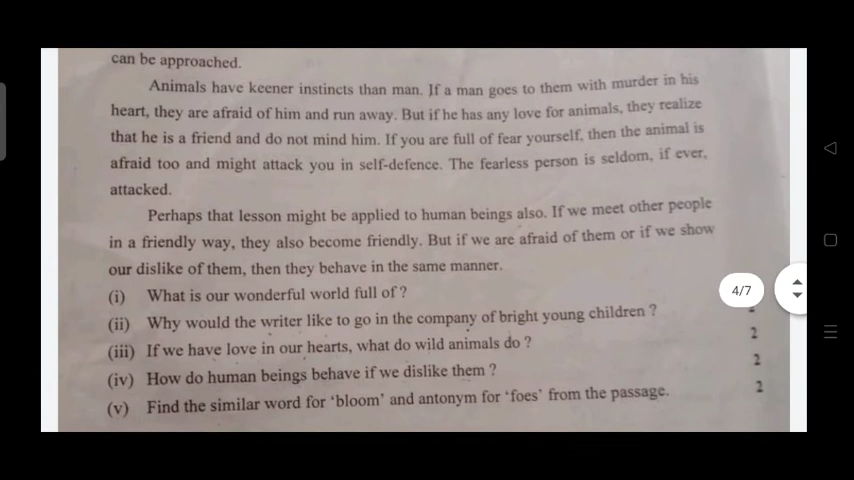 can be approached.
Animals have keener instincts than man. If a man goes to them with murder in his
heart, they are afraid of him and run away. But if he has any love for animals, they realize
that he is a friend and do not mind him. If you are full of fear yourself, then the animal is
afraid too and might attack you in self-defence. The fearless person is seldom, if ever,
attacked.
Perhaps that lesson might be applied to human beings also. If we meet other people
in a friendly way, they also become friendly. But if we are afraid of them or if we show
our dislike of them, then they behave in the same manner.
(i) What is our wonderful world full of ?
(ii) Why would the writer like to go in the company of bright young children ?
(iii) If we have love in our hearts, what do wild animals do ? 2
(iv) How do human beings behave if we dislike them ? 2
(v) Find the similar word for ‘bloom’ and antonym for ‘foes’ from the passage. 2
4/7